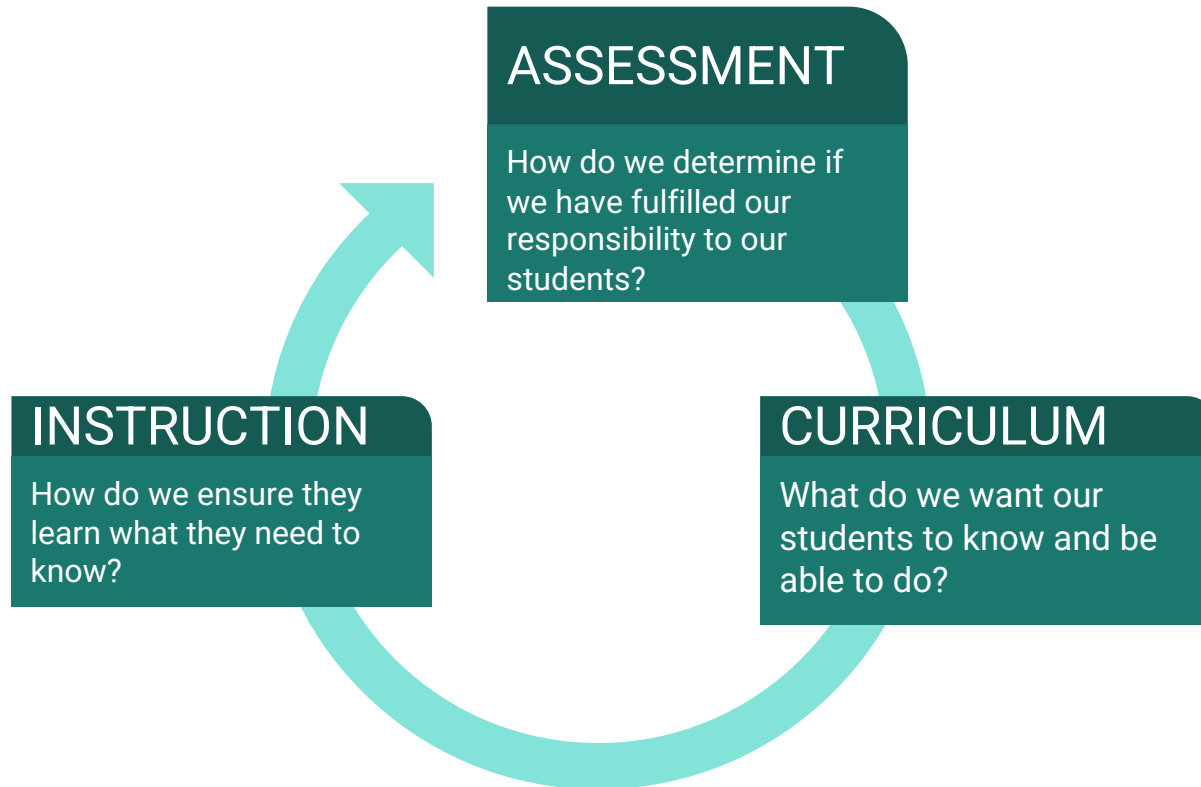 ASSESSMENT
How do we determine if
we have fulfilled our
responsibility to our
students?
INSTRUCTION
How do we ensure they
learn what they need to
know?
CURRICULUM
What do we want our
students to know and be
able to do?